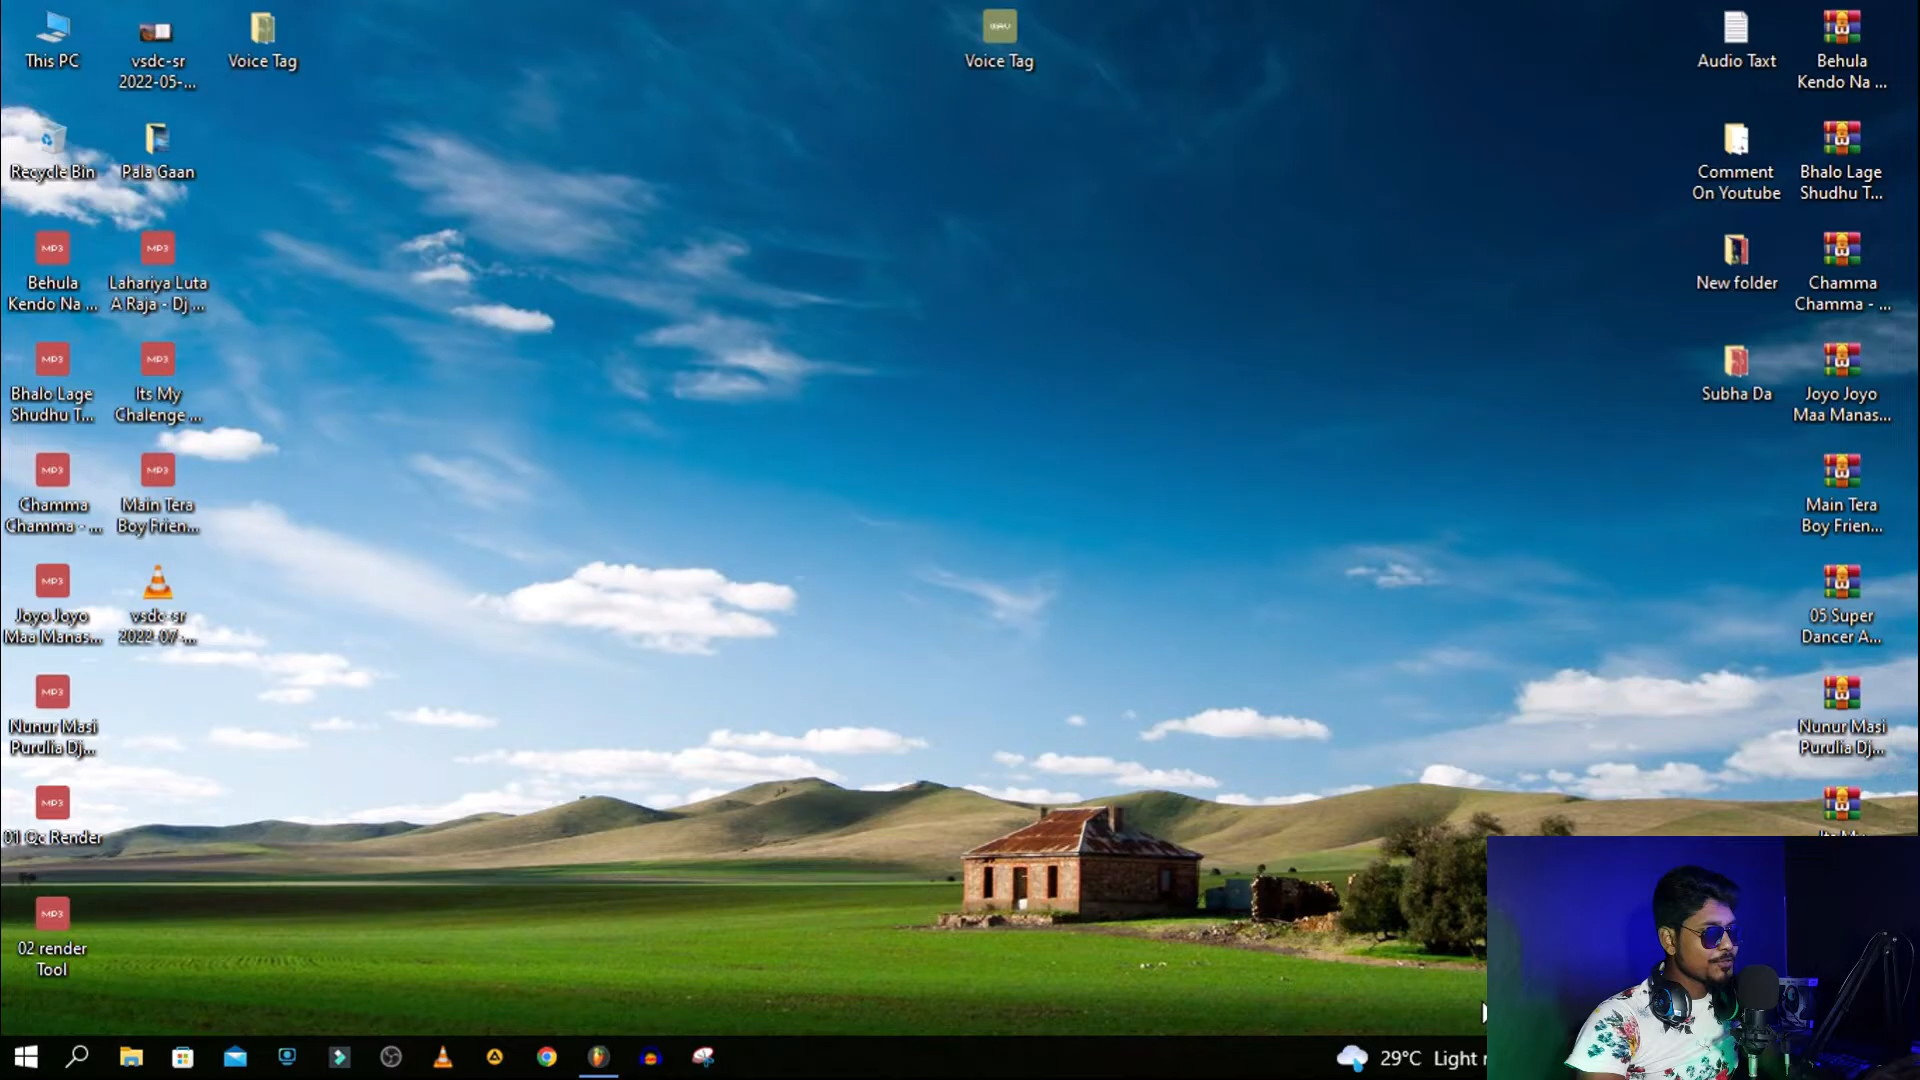 This PC
vsdc-sr
2022-05-...
Voice Tag
WAV
Voice Tag
Audio Taxt
Behula
Kendo Na ...
Recycle Bin
Pala Gaan
Comment
On Youtube
Bhalo Lage
Shudhu T...
MP3
Behula
Kendo Na ...
MP3
Lahariya Luta
A Raja - Dj ...
New folder
Chamma
Chamma - ...
MP3
Bhalo Lage
Shudhu T...
MP3
Its My
Chalenge ...
Subha Da
Joyo Joyo
Maa Manas...
MP3
Chamma
Chamma - ...
MP3
Main Tera
Boy Frien...
Main Tera
Boy Frien...
MP3
Joyo Joyo
Maa Manas...
vsdc-sr
2022-07-...
05 Super
Dancer A...
MP3
Nunur Masi
Purulia Dj...
Nunur Masi
Purulia Dj...
MP3
01 Qc Render
MP3
02 render
Tool
29°C Light